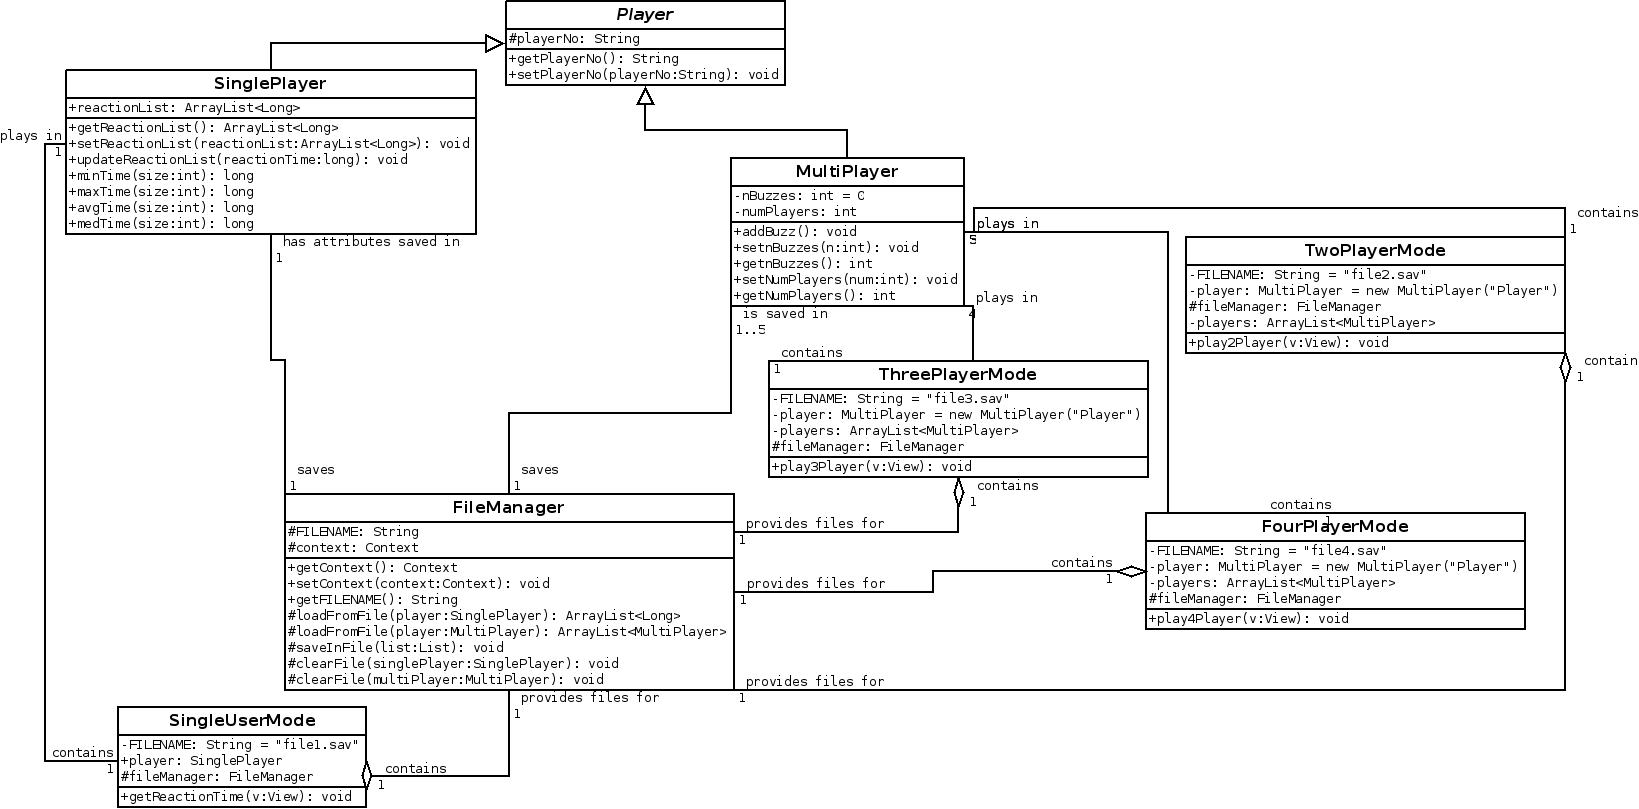 Player
#playerNo: String
+getPlayerNo(): String
+setPlayerNo(playerNo:String): void
SinglePlayer
+reactionList: ArrayList<Long>
+getReactionList(): ArrayList<Long>
+setReactionList(reactionList:ArrayList<Long>): void
+updateReactionList(reactionTime:long): void
+minTime(size:int): long
+maxTime(size:int): long
+avgTime(size:int): long
+medTime(size:int): long
plays in
1
has attributes saved in
1
MultiPlayer
-nBuzzes: int = 0
-numPlayers: int
+addBuzz(): void
+setnBuzzes(n:int): void
+getnBuzzes(): int
+setNumPlayers(num:int): void
+getNumPlayers(): int
plays in
contains
1
plays in
4
is saved in
1..5
TwoPlayerMode
-FILENAME: String = "file2.sav"
-player: MultiPlayer = new MultiPlayer("Player")
#fileManager: FileManager
-players: ArrayList<MultiPlayer>
+play2Player(v:View): void
contain
1
contains
1
ThreePlayerMode
-FILENAME: String = "file3.sav"
-player: MultiPlayer = new MultiPlayer("Player")
-players: ArrayList<MultiPlayer>
#fileManager: FileManager
+play3Player(v:View): void
contains
1
saves
1
saves
1
FileManager
#FILENAME: String
#context: Context
+getContext(): Context
+setContext(context:Context): void
+getFILENAME(): String
#loadFromFile(player:SinglePlayer): ArrayList<Long>
#loadFromFile(player:MultiPlayer): ArrayList<MultiPlayer>
#saveInFile(list:List): void
#clearFile(singlePlayer:SinglePlayer): void
#clearFile(multiPlayer:MultiPlayer): void
provides files for
1
provides files for
1
contains
1
contains
1
FourPlayerMode
-FILENAME: String = "file4.sav"
-player: MultiPlayer = new MultiPlayer("Player")
-players: ArrayList<MultiPlayer>
#fileManager: FileManager
+play4Player(v:View): void
provides files for
1
provides files for
1
SingleUserMode
-FILENAME: String = "file1.sav"
+player: SinglePlayer
#fileManager: FileManager
+getReactionTime(v:View): void
contains
1
contains
1